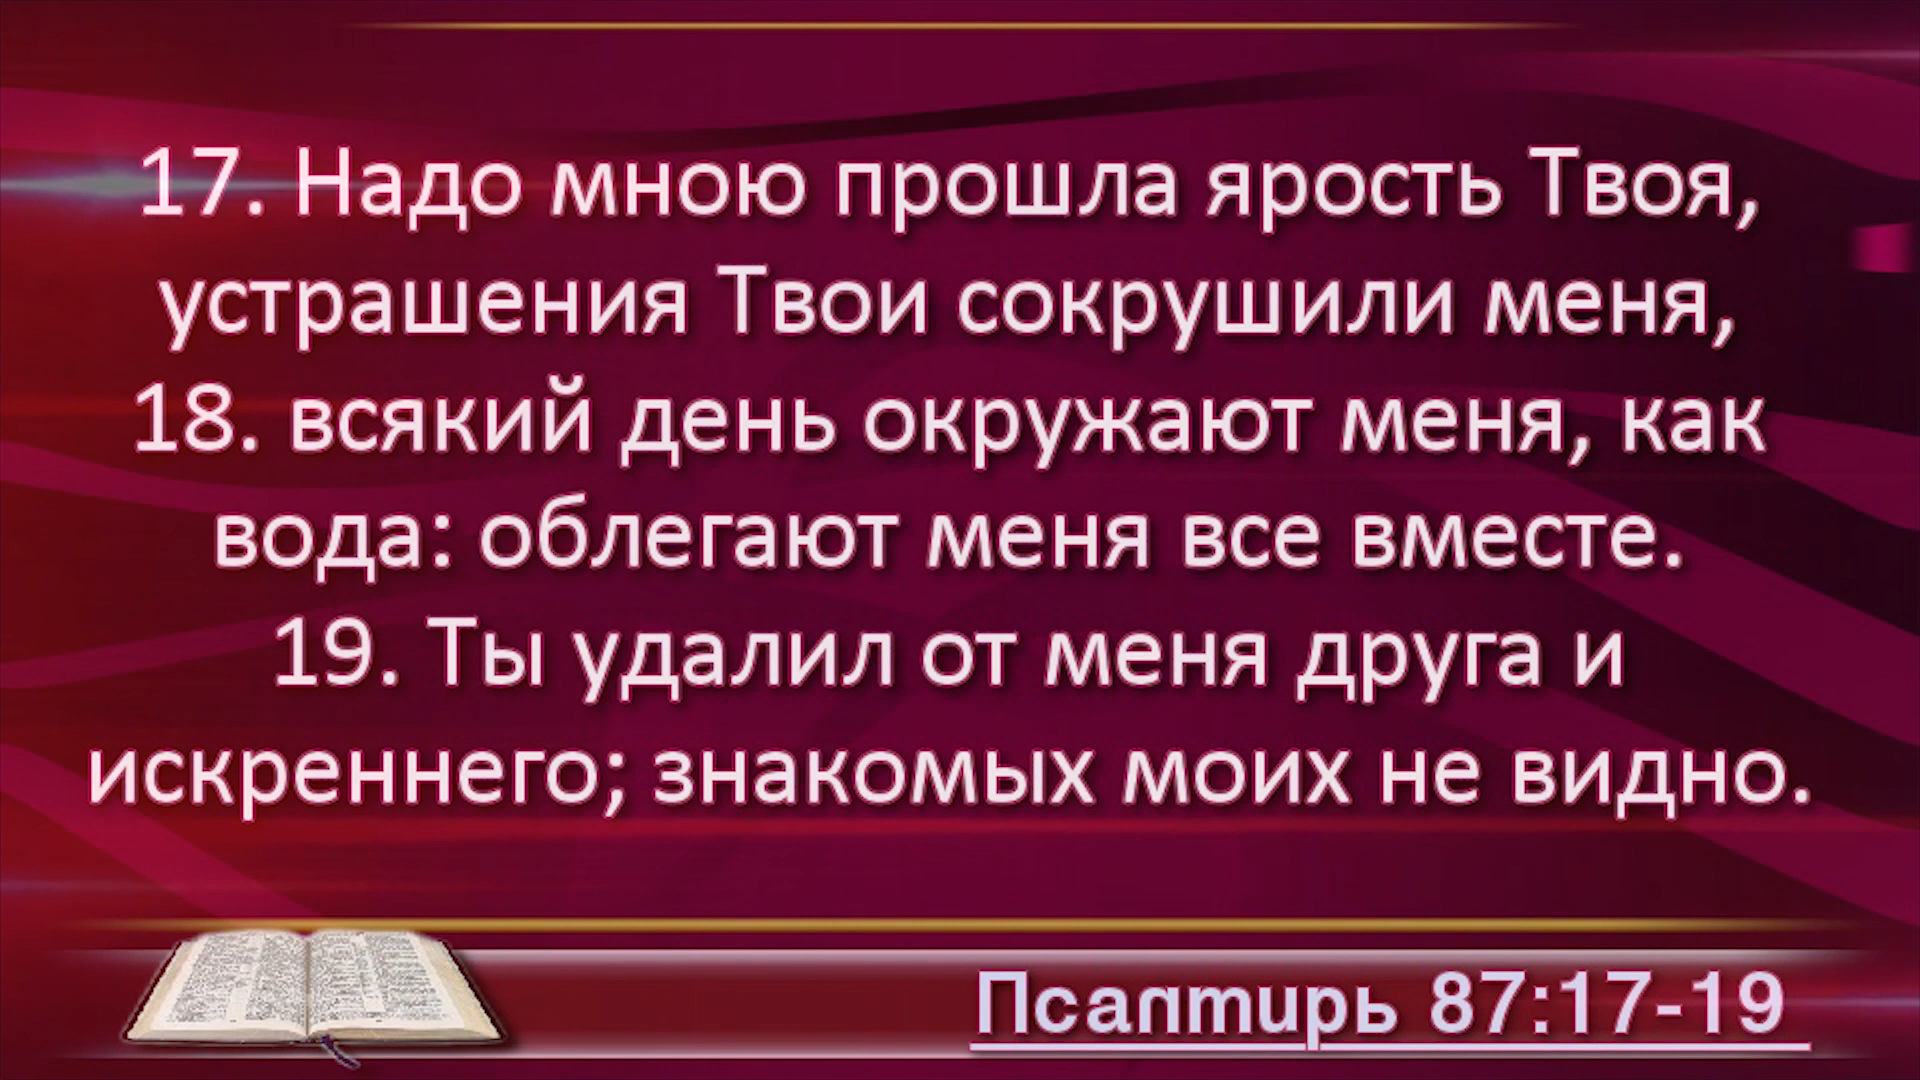 17. Надо мною прошла ярость Твоя,
устрашения Твои сокрушили меня,
18. всякий день окружают меня, как
вода: облегают меня все вместе.
19. Ты удалил от меня друга и
искреннего; знакомых моих не видно.
Псалтирь 87:17-19